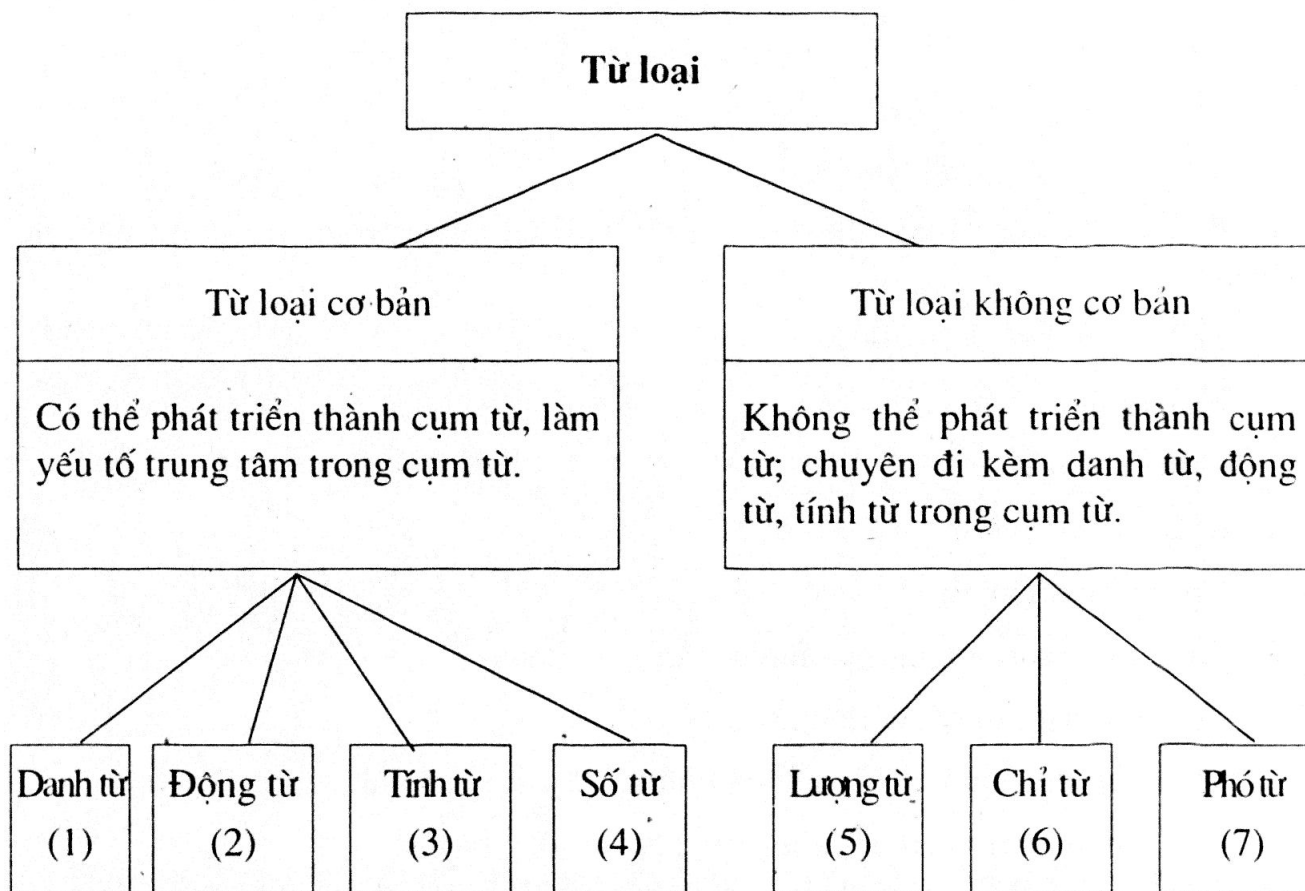 Từ loại
Từ loại cơ bản
Có thể phát triển thành cụm từ, làm
yếu tố trung tâm trong cụm từ.
Từ loại không cơ bản
Không thể phát triển thành cụm
từ; chuyên đi kèm danh từ, động
từ, tính từ trong cụm từ.
Danh từ
(1)
Động từ
(2)
Tính từ
(3)
Số từ
(4)
Lượng từ
(5)
Chỉ từ
(6)
Phó từ
(7)